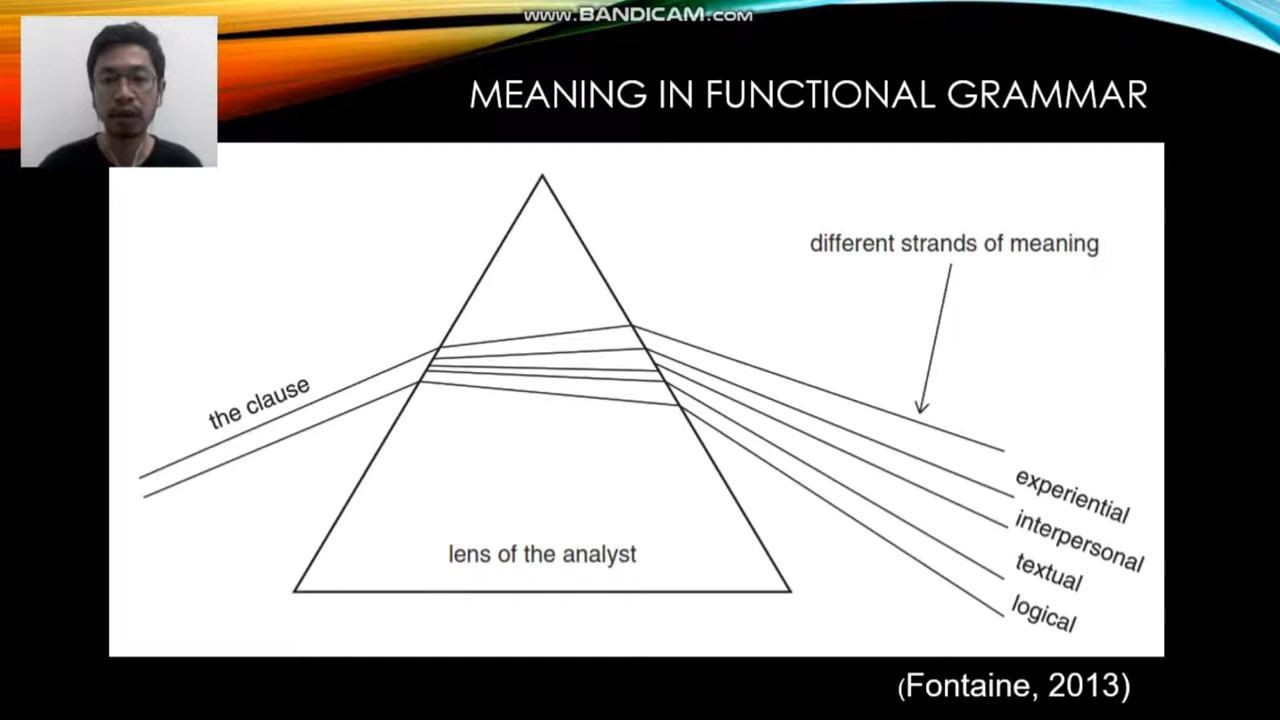 www.BANDICAM.com
MEANING IN FUNCTIONAL GRAMMAR
different strands of meaning
the clause
experiential
interpersonal
textual
logical
lens of the analyst
(Fontaine, 2013)